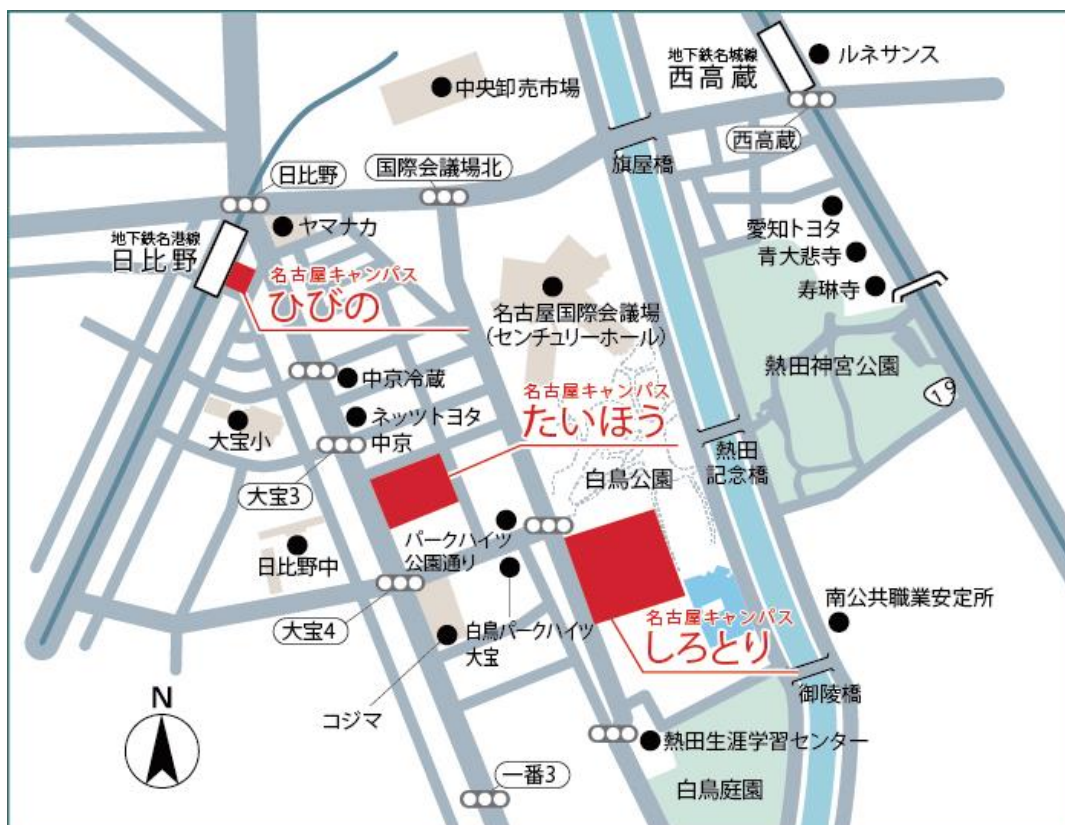 地下鉄名城線
西高蔵
ルネサンス
中央卸売市場
西高蔵
旗屋橋
国際会議場北
日比野
ヤマナカ
地下鉄名港線
日比野
名古屋キャンパス
ひびの
愛知トヨタ
青大悲寺
寿琳寺
名古屋国際会議場
(センチュリーホール)
熱田神宮公園
19
中京冷蔵
ネッツトヨタ
中京
大宝小
大宝3
名古屋キャンパス
たいほう
熱田
記念橋
白鳥公園
パークハイツ
公園通り
日比野中
大宝4
白鳥パークハイツ
大宝
名古屋キャンパス
しろとり
南公共職業安定所
御陵橋
コジマ
N
熱田生涯学習センター
一番3
白鳥庭園